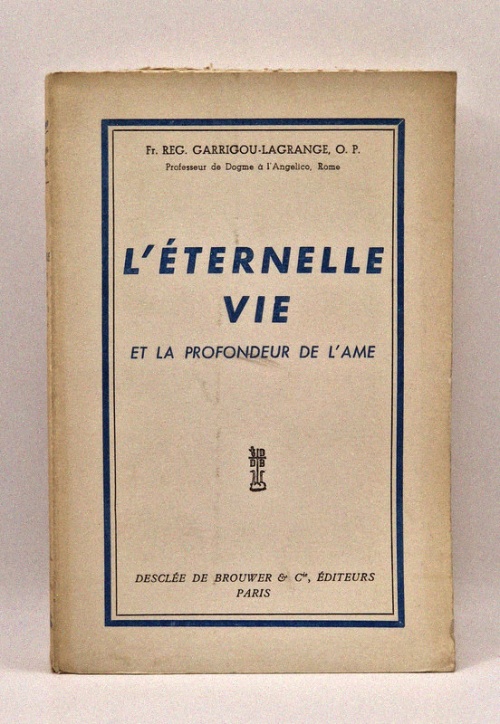 Fr. REG. GARRIGOU-LAGRANGE, O. P.
Professeur de Dogme à l'Angelico, Rome
L'ÉTERNELLE
VIE
ET LA PROFONDEUR DE L'AME
DDB
DESCLÉE DE BROUWER & Cie, ÉDITEURS
PARIS